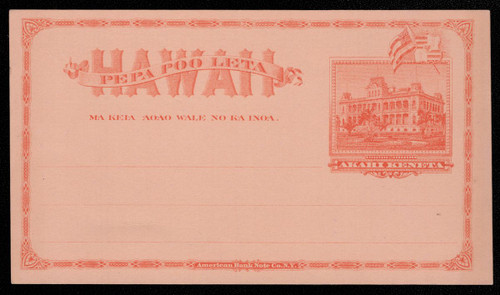 HAWAII
PEPA POO LETA
MA KEIA AOAO WALE NO KA INOA.
AKAHI KENETA
American Bank Note Co. N.Y.